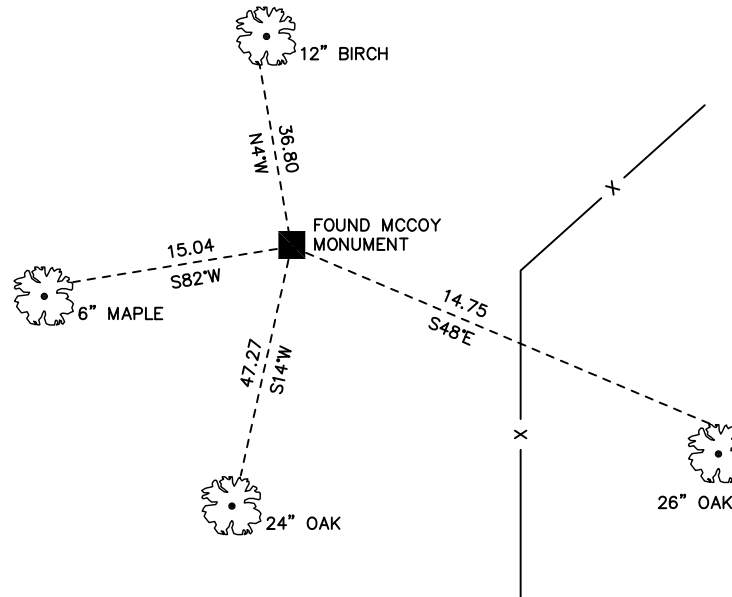 12” BIRCH
36.80
N4°W
FOUND MCCOY
MONUMENT
X
15.04
S82°W
6” MAPLE
14.75
S48°E
47.27
S14°W
X
24” OAK
26” OAK